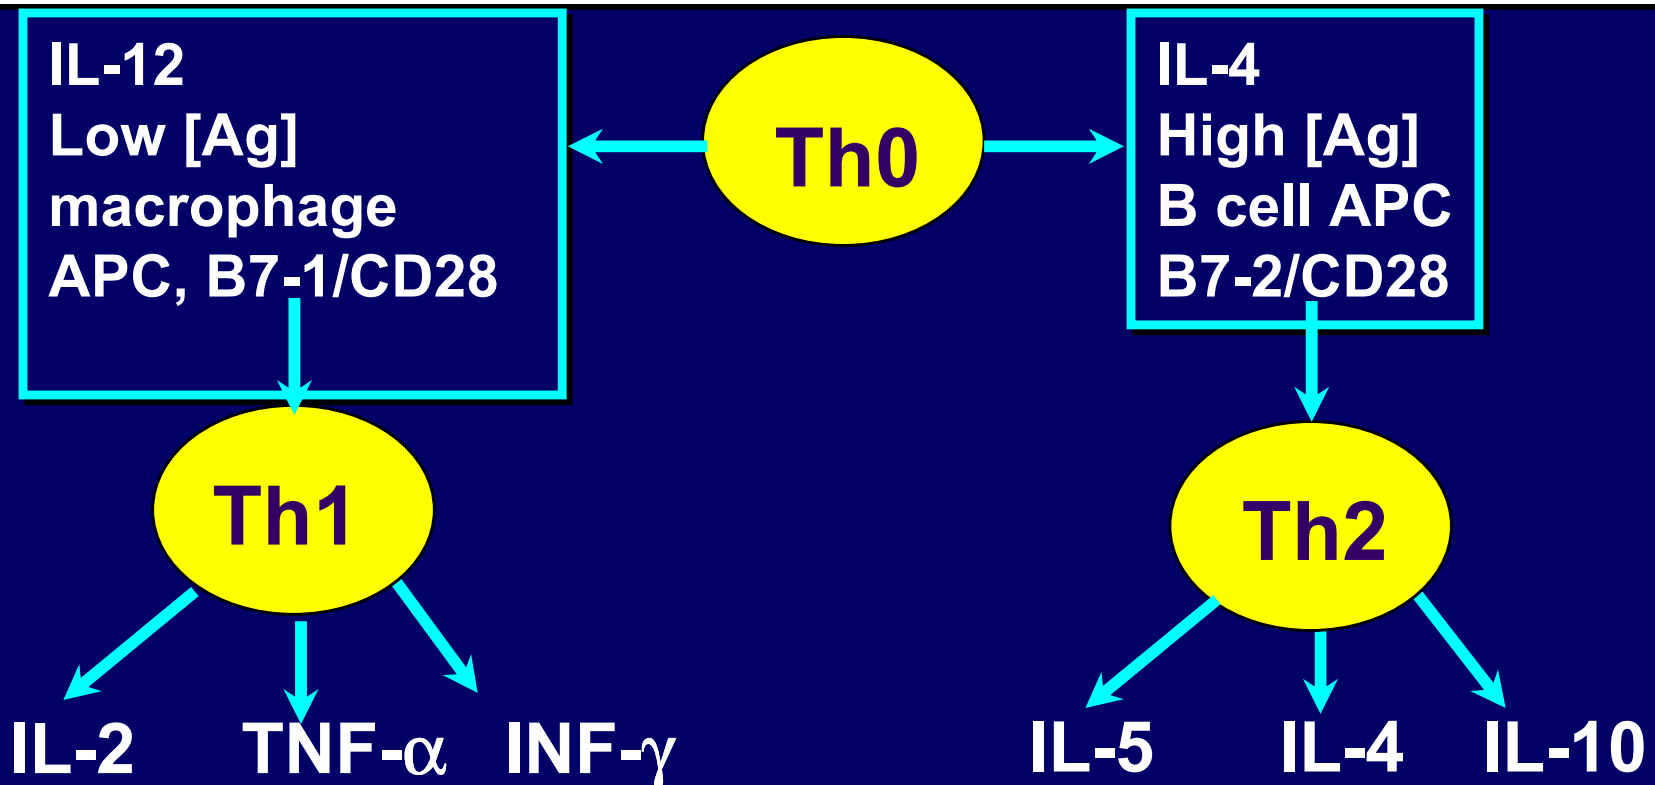 IL-12
Low [Ag]
macrophage
APC, B7-1/CD28
Th0
IL-4
High [Ag]
B cell APC
B7-2/CD28
Th1
Th2
IL-2
TNF-α
INF-γ
IL-5
IL-4
IL-10